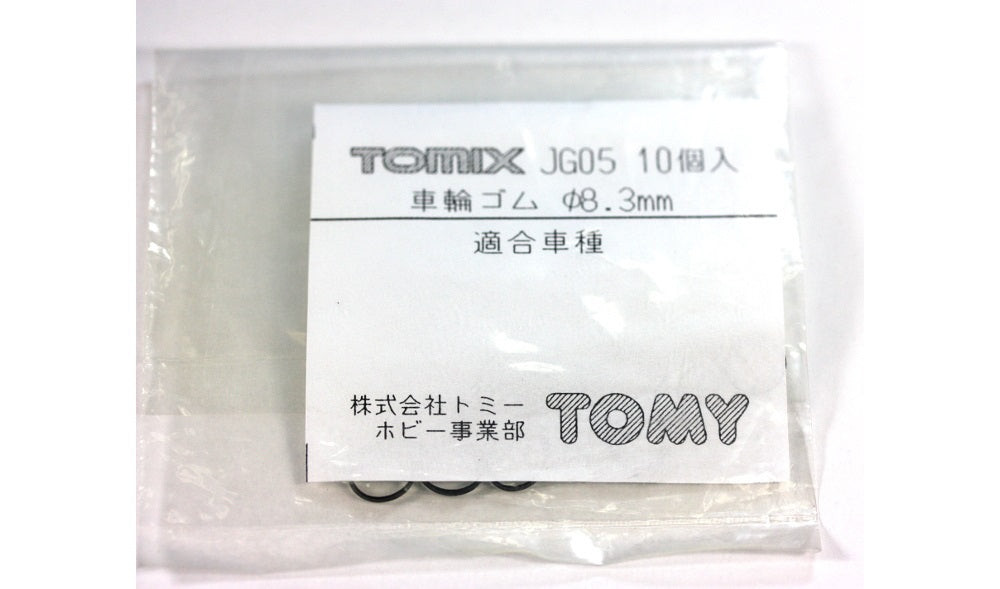 TOMIX JG05 10個入
車輪ゴム φ8.3mm
適合車種
株式会社トミー
ホビー事業部
TOMY